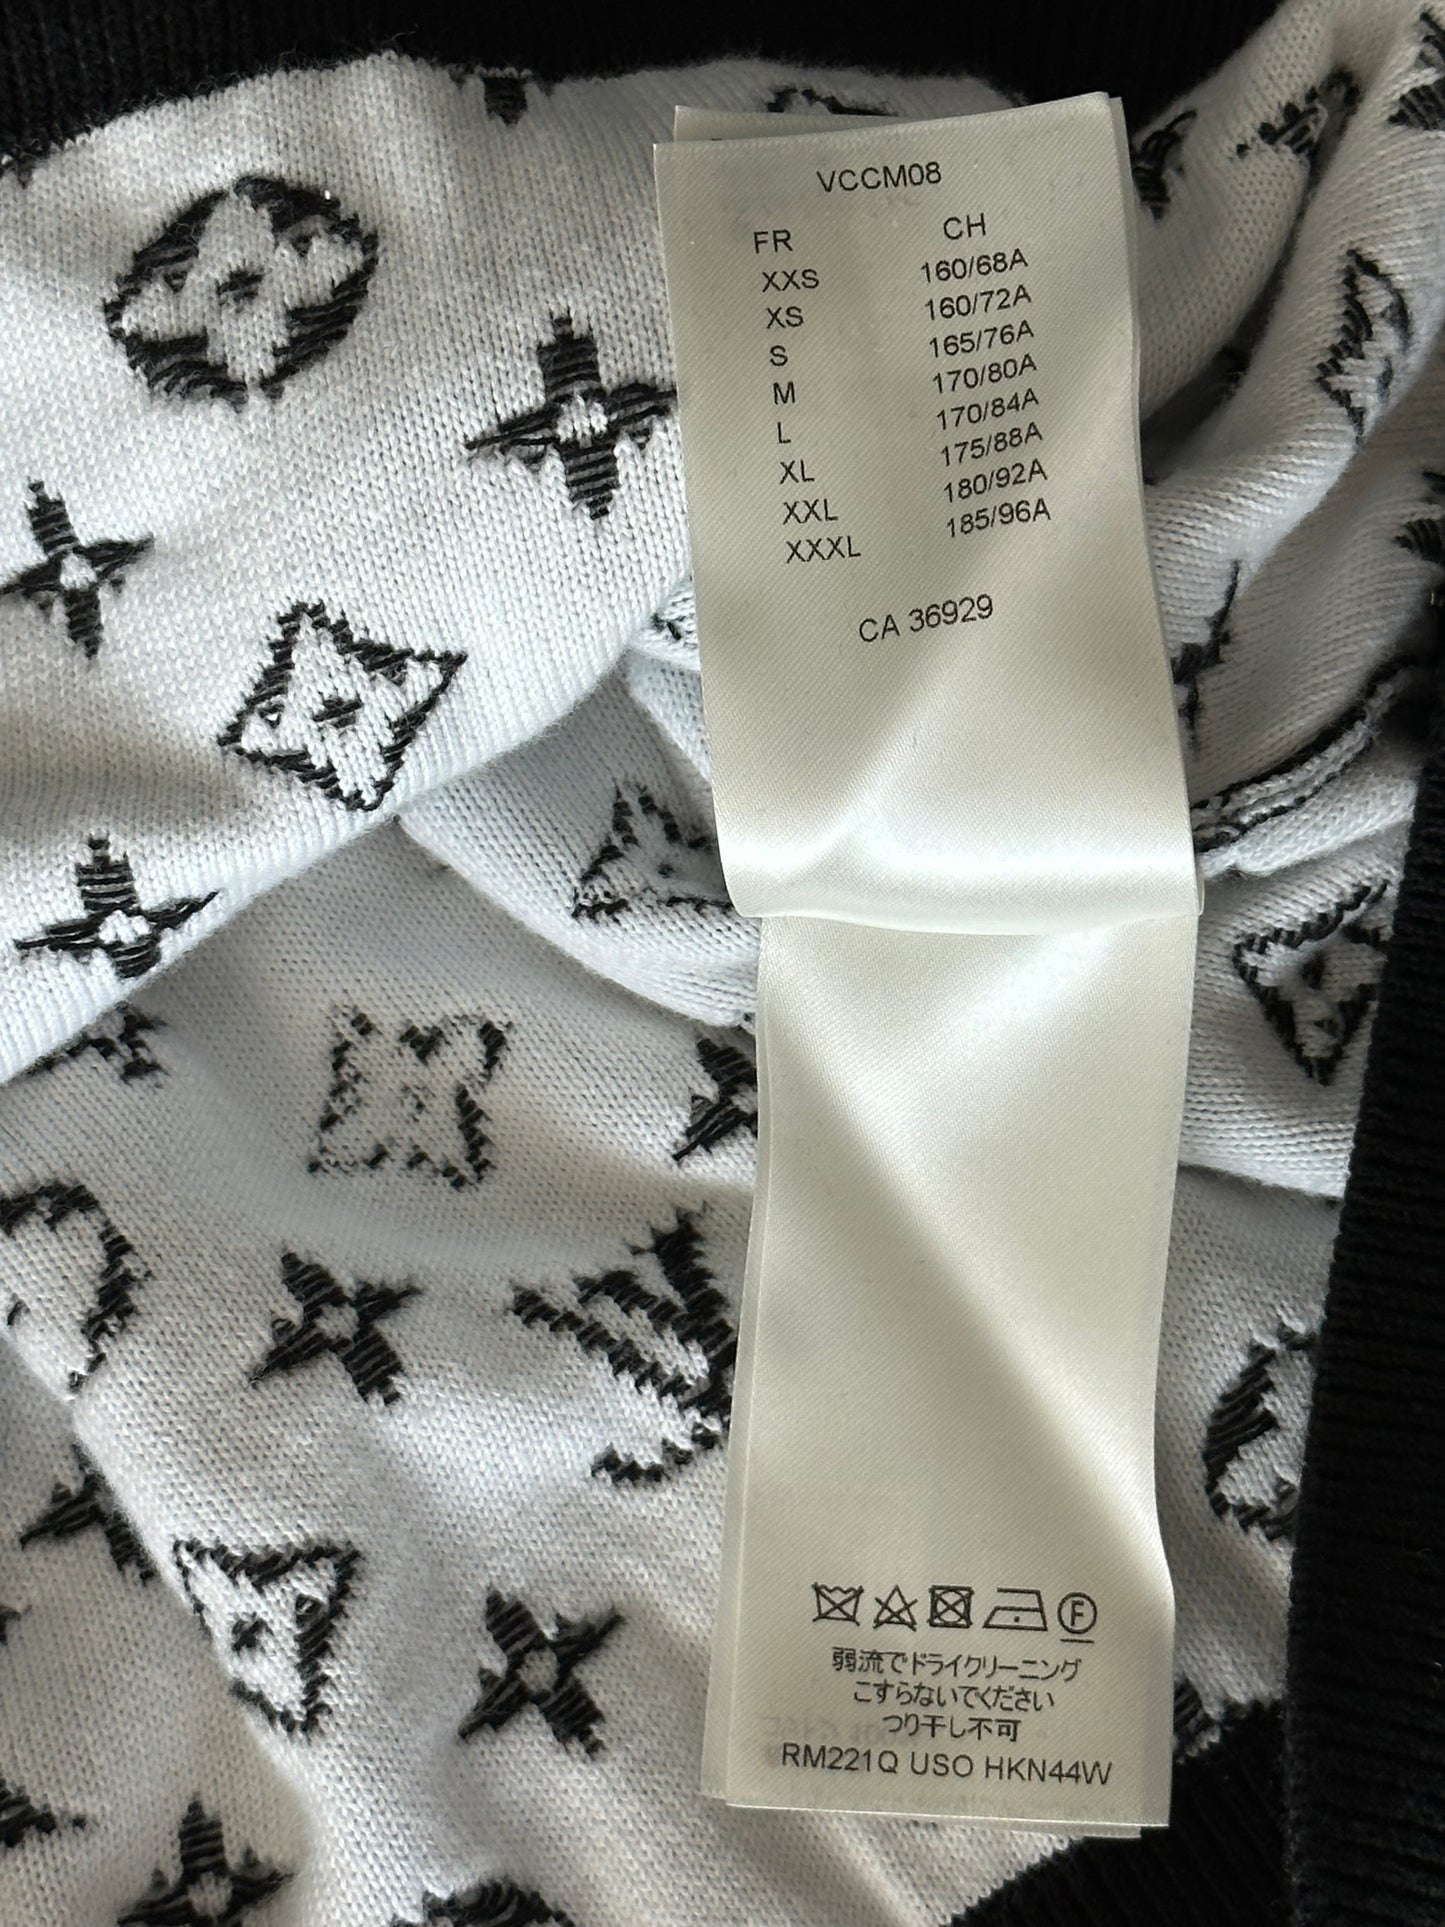 VCCM08
FR CH
XXS 160/68A
XS 160/72A
S 165/76A
M 170/80A
L 170/84A
XL 175/88A
XXL 180/92A
XXXL 185/96A
CA 36929
F
弱流でドライクリーニング
こすらないでください
つり干し不可
RM221Q USO HKN44W